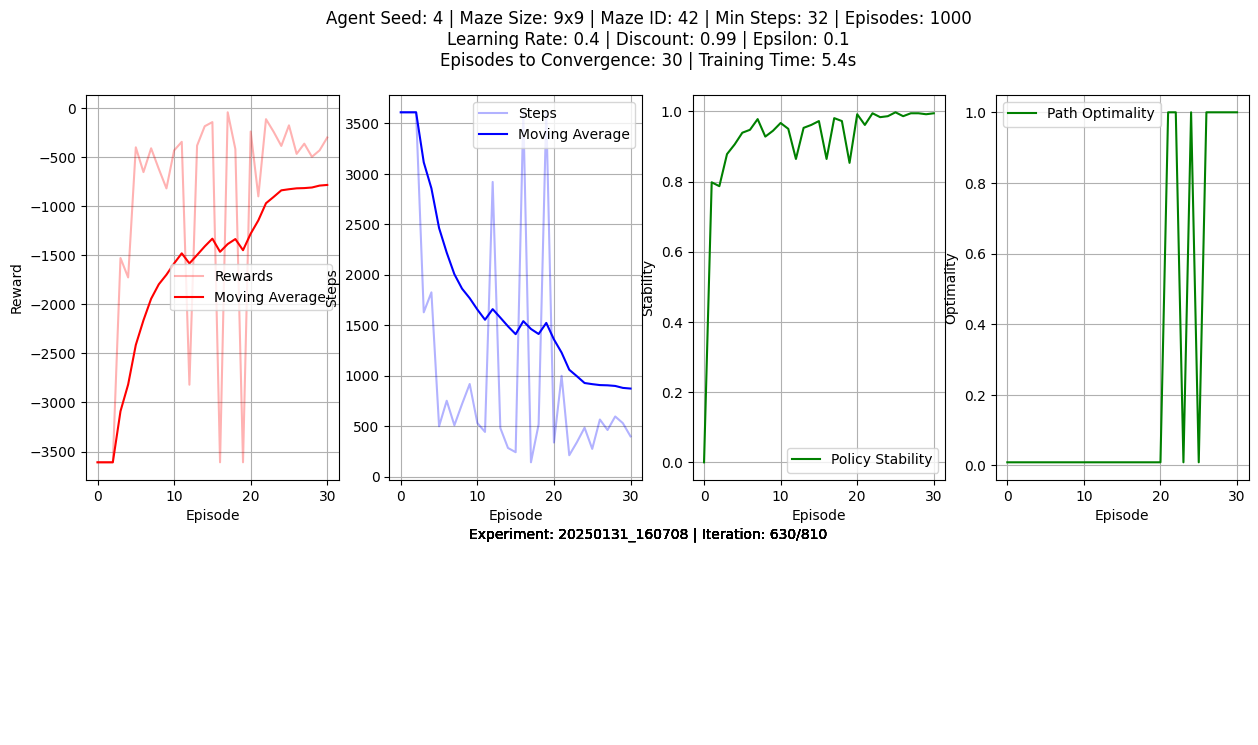 Agent Seed: 4 | Maze Size: 9x9 | Maze ID: 42 | Min Steps: 32 | Episodes: 1000
Learning Rate: 0.4 | Discount: 0.99 | Epsilon: 0.1
Episodes to Convergence: 30 | Training Time: 5.4s
Reward
0
−500
−1000
−1500
−2000
−2500
−3000
−3500
Rewards
Moving Average
0
10
20
30
Episode
Steps
3500
3000
2500
2000
1500
1000
500
0
Steps
Moving Average
0
10
20
30
Episode
Stability
1.0
0.8
0.6
0.4
0.2
0.0
Policy Stability
0
10
20
30
Episode
Optimality
1.0
0.8
0.6
0.4
0.2
0.0
Path Optimality
0
10
20
30
Episode
Experiment: 20250131_160708 | Iteration: 630/810